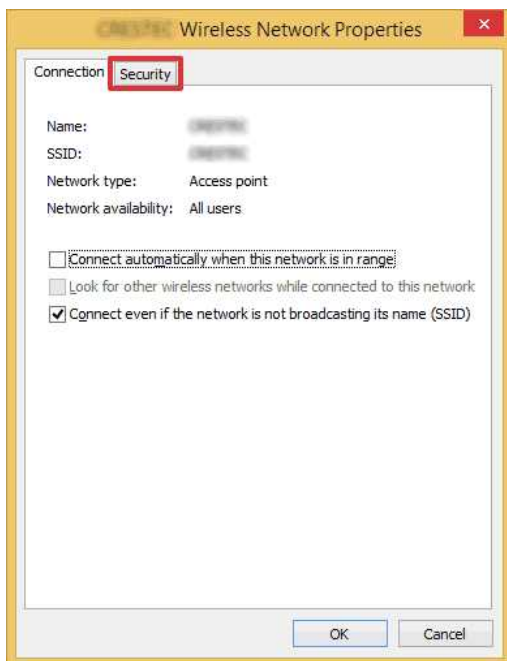 Wireless Network Properties
Connection Security
Name:
SSID:
Network type: Access point
Network availability: All users
Connect automatically when this network is in range
Look for other wireless networks while connected to this network
Connect even if the network is not broadcasting its name (SSID)
OK Cancel